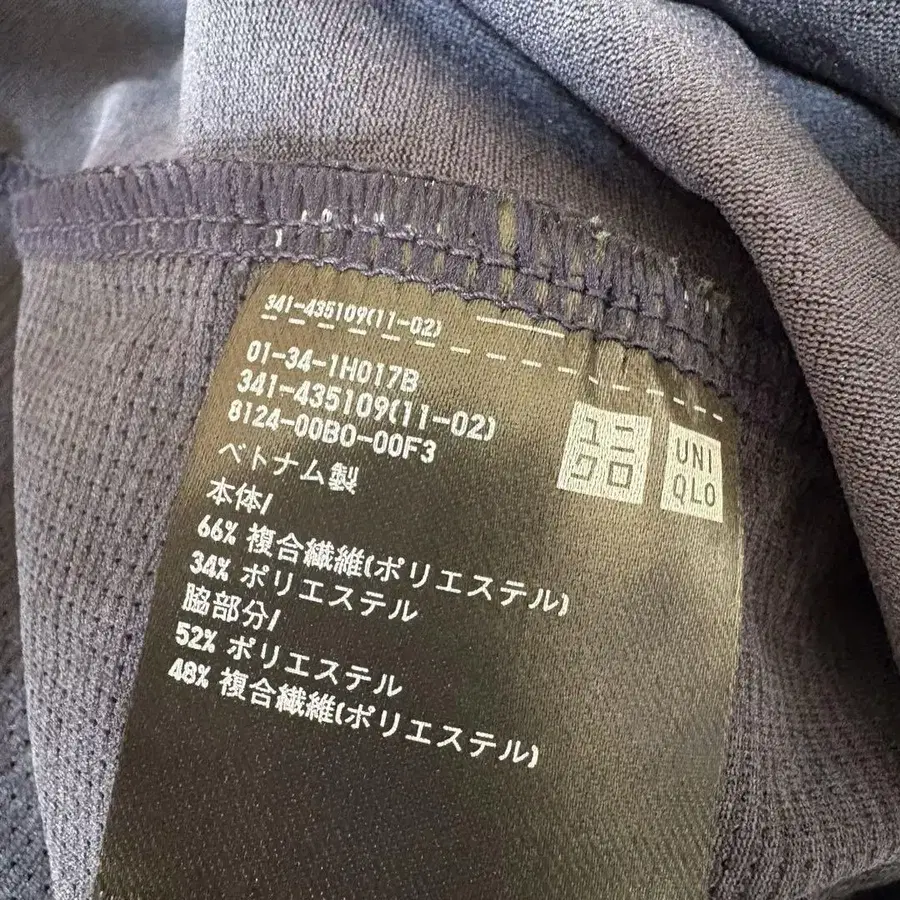 341-435109(11-02)
01-34-1H017B
341-435109(11-02)
8124-00B0-00F3
ベトナム製
本体/
66% 複合繊維(ポリエステル)
34% ポリエステル
脇部分/
52% ポリエステル
48% 複合繊維(ポリエステル)
ユニ
クロ
UNI
QLO